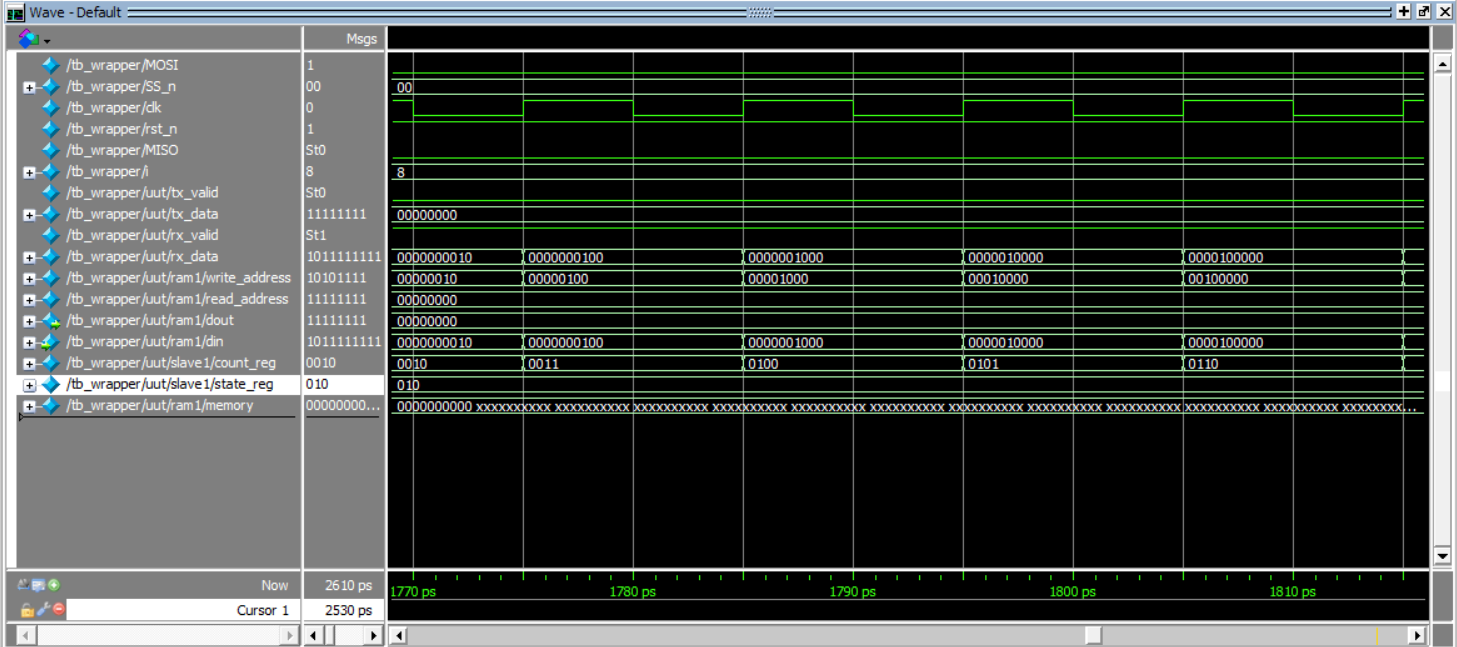 Wave - Default
Msgs
/tb_wrapper/MOSI 1
/tb_wrapper/SS_n 00 00
/tb_wrapper/clk 0
/tb_wrapper/rst_n 1
/tb_wrapper/MISO St0
/tb_wrapper/i 8 8
/tb_wrapper/uut/tx_valid St0
/tb_wrapper/uut/tx_data 11111111 00000000
/tb_wrapper/uut/rx_valid St1
/tb_wrapper/uut/rx_data 1011111111 0000000010 0000000100 0000001000 0000010000 0000100000
/tb_wrapper/uut/ram1/write_address 10101111 00000010 00000100 00001000 00010000 00100000
/tb_wrapper/uut/ram1/read_address 11111111 00000000
/tb_wrapper/uut/ram1/dout 11111111 00000000
/tb_wrapper/uut/ram1/din 1011111111 0000000010 0000000100 0000001000 0000010000 0000100000
/tb_wrapper/uut/slave1/count_reg 0010 0010 0011 0100 0101 0110
/tb_wrapper/uut/slave1/state_reg 010 010
/tb_wrapper/uut/ram1/memory 00000000... 0000000000 xxxxxxxxxx xxxxxxxxxx xxxxxxxxxx xxxxxxxxxx xxxxxxxxxx xxxxxxxxxx xxxxxxxxxx xxxxxxxxxx xxxxxxxxxx xxxxxxxxxx xxxxxxxxxx xxxxxxxx...
Now 2610 ps 1770 ps 1780 ps 1790 ps 1800 ps 1810 ps
Cursor 1 2530 ps